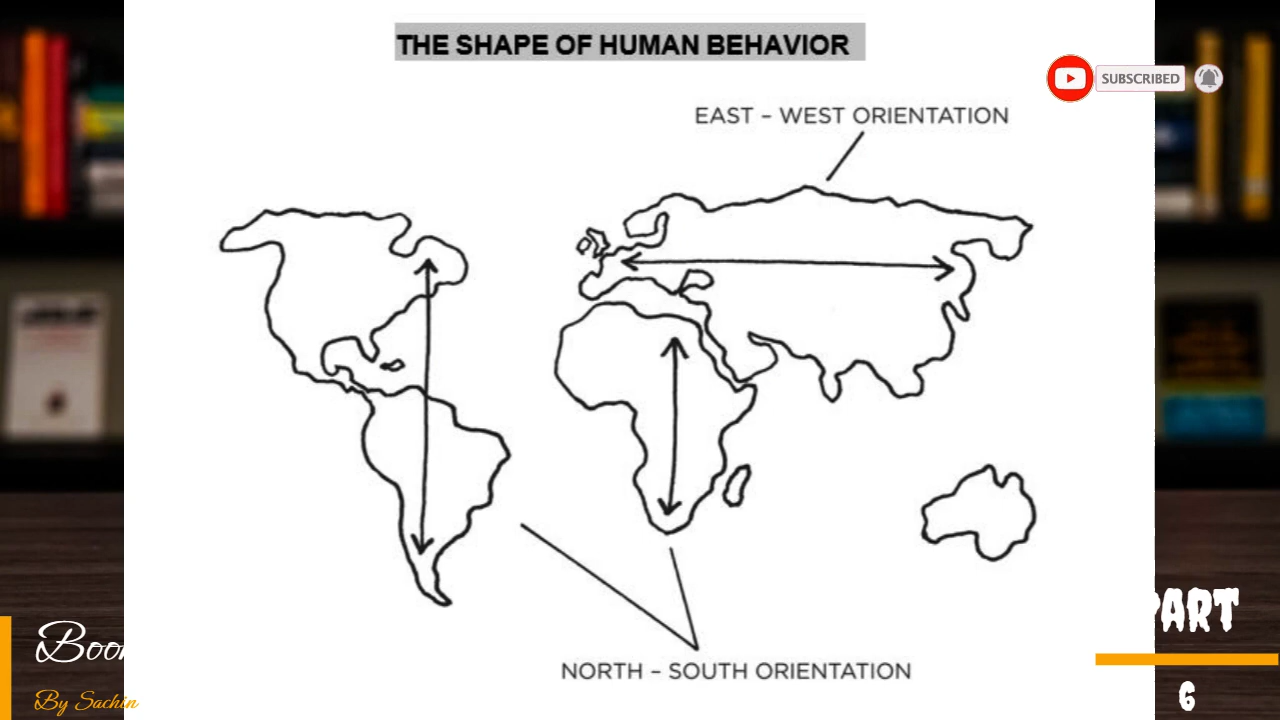 THE SHAPE OF HUMAN BEHAVIOR
SUBSCRIBED
EAST – WEST ORIENTATION
NORTH – SOUTH ORIENTATION
By Sachin
6